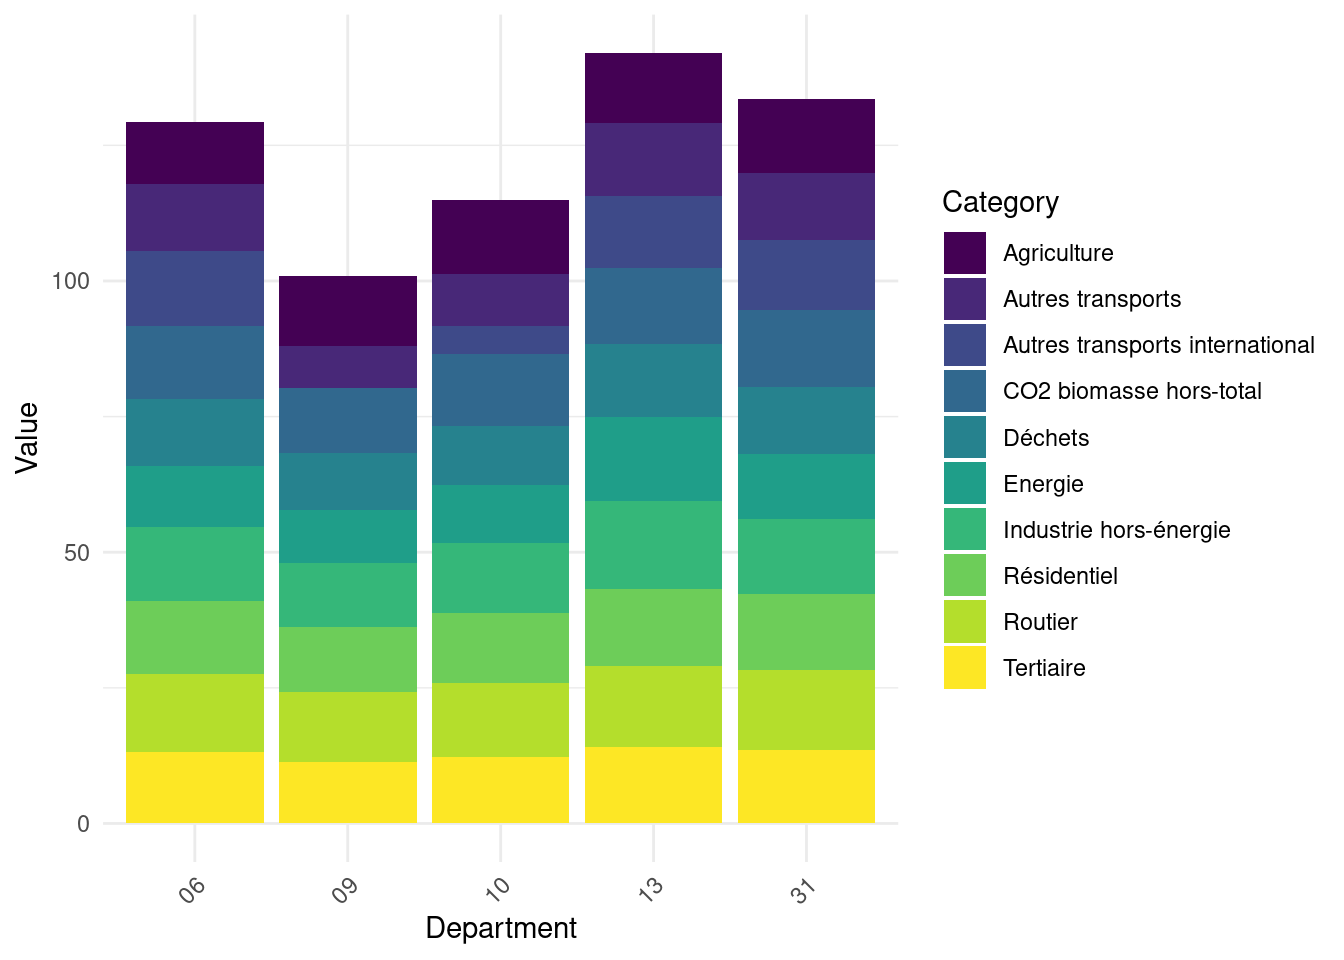 Value
100
50
0
06
09
10
13
31
Department
Category
Agriculture
Autres transports
Autres transports international
CO2 biomasse hors-total
Déchets
Energie
Industrie hors-énergie
Résidentiel
Routier
Tertiaire